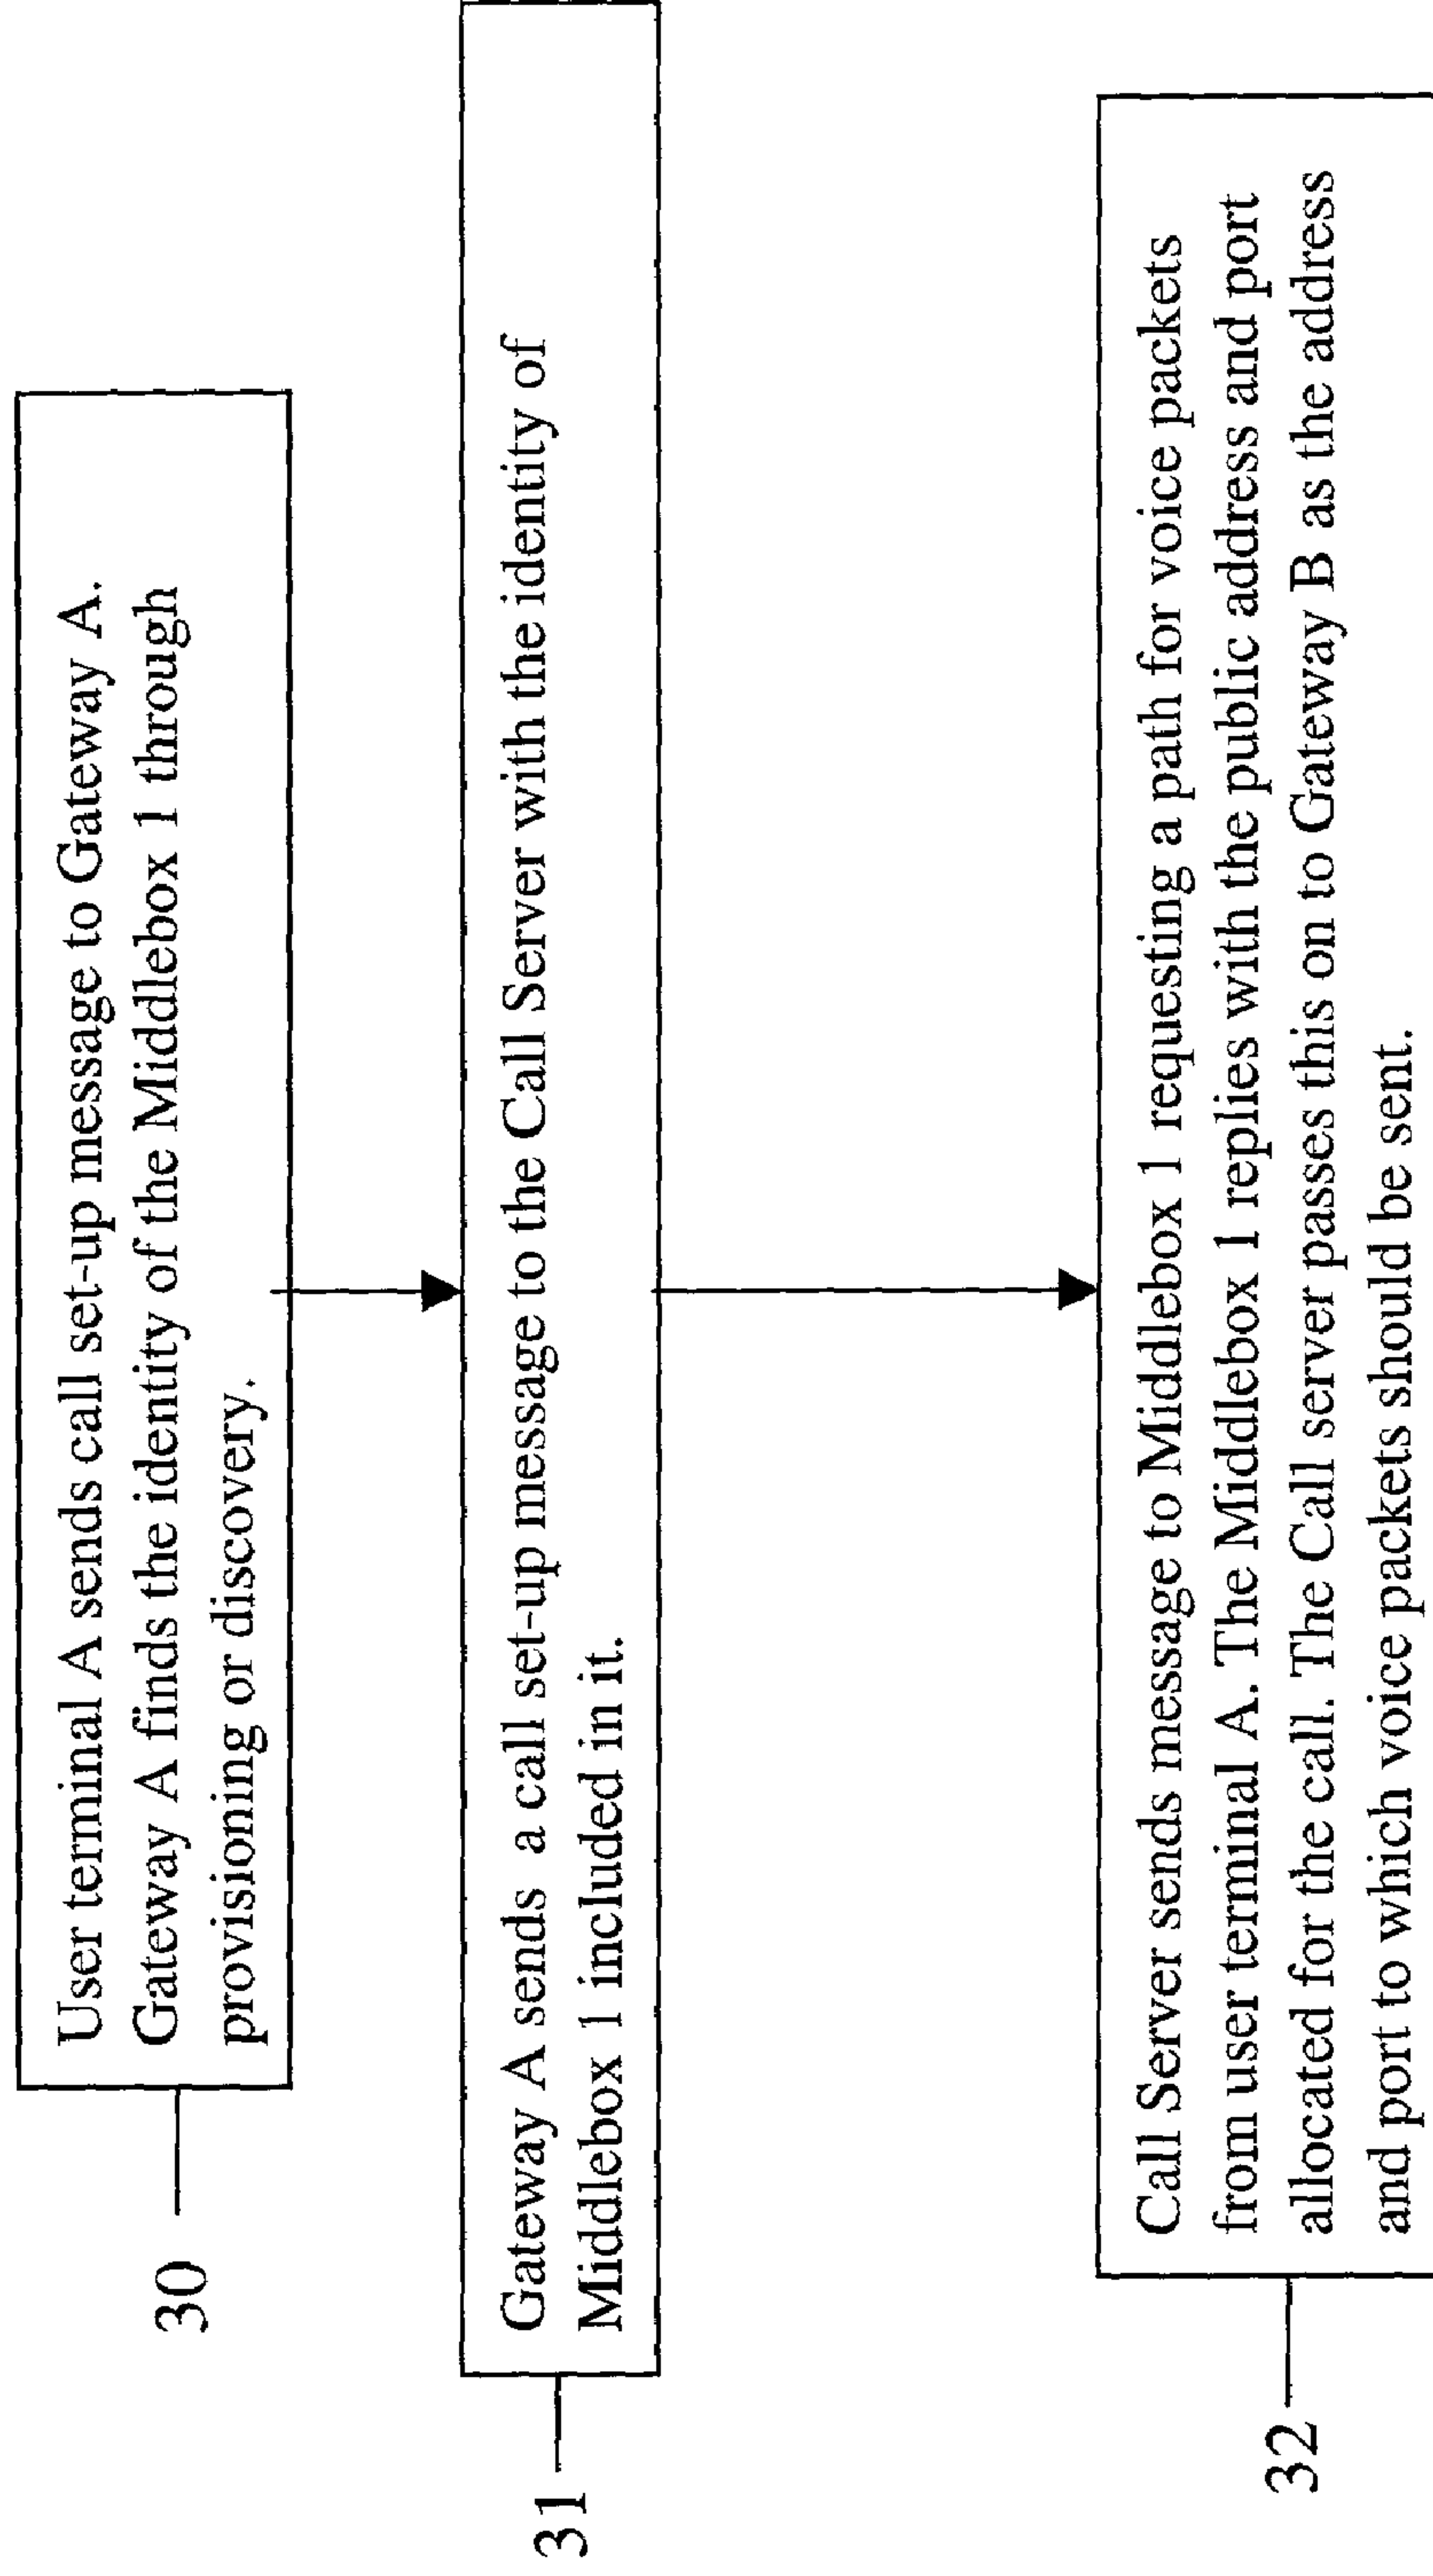 User terminal A sends call set-up message to Gateway A.
Gateway A finds the identity of the Middlebox 1 through
provisioning or discovery.
30
Gateway A sends a call set-up message to the Call Server with the identity of
Middlebox 1 included in it.
31
Call Server sends message to Middlebox 1 requesting a path for voice packets
from user terminal A. The Middlebox 1 replies with the public address and port
allocated for the call. The Call server passes this on to Gateway B as the address
and port to which voice packets should be sent.
32